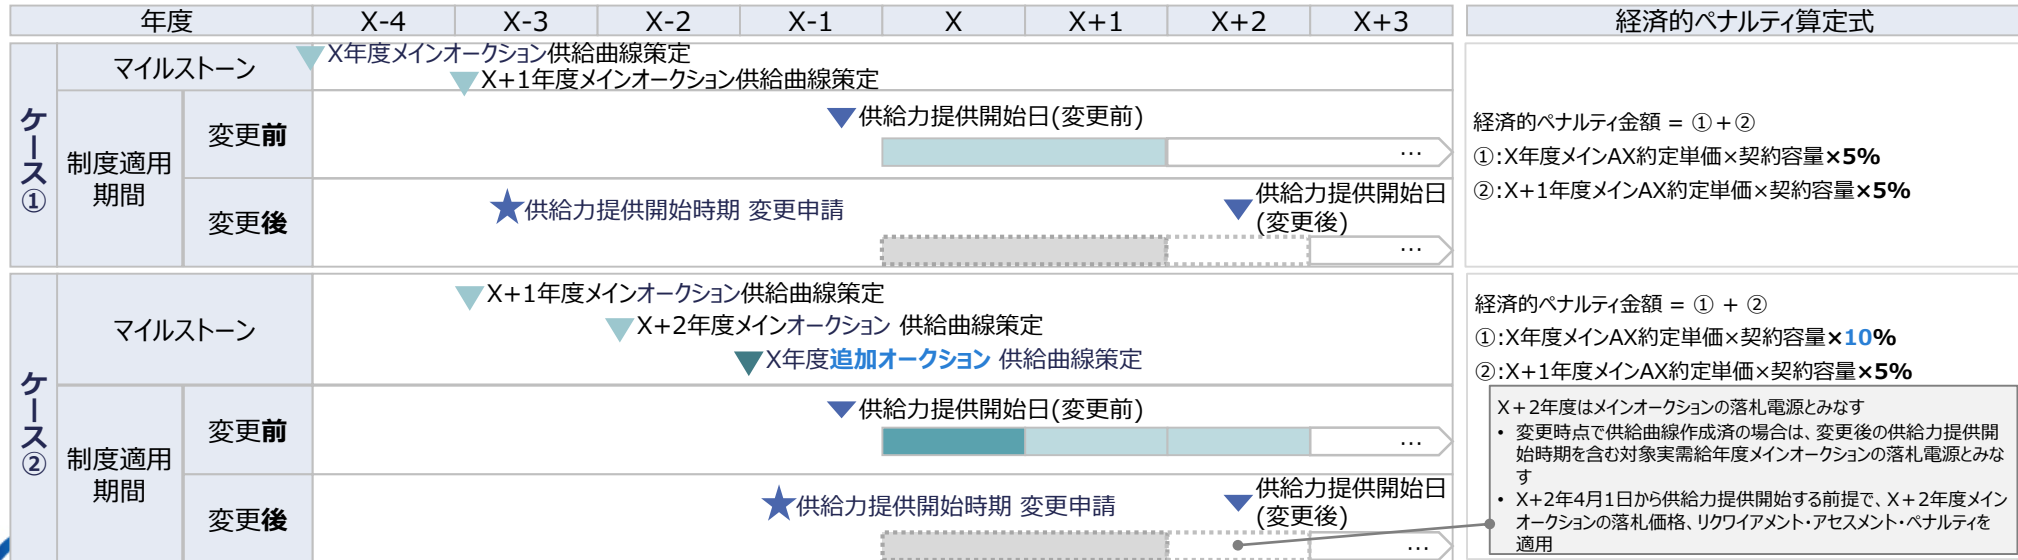 年度 X-4 X-3 X-2 X-1 X X+1 X+2 X+3 経済的ペナルティ算定式
ケース①
マイルストーン
X年度メインオークション供給曲線策定
X+1年度メインオークション供給曲線策定
制度適用
期間
変更前
供給力提供開始日(変更前)
…
変更後
供給力提供開始時期 変更申請
供給力提供開始日
(変更後)
…
経済的ペナルティ金額 = ①+②
①:X年度メインAX約定単価×契約容量×5%
②:X+1年度メインAX約定単価×契約容量×5%
ケース②
マイルストーン
X+1年度メインオークション供給曲線策定
X+2年度メインオークション 供給曲線策定
X年度追加オークション 供給曲線策定
制度適用
期間
変更前
供給力提供開始日(変更前)
…
変更後
供給力提供開始時期 変更申請
供給力提供開始日
(変更後)
…
経済的ペナルティ金額 = ① + ②
①:X年度メインAX約定単価×契約容量×10%
②:X+1年度メインAX約定単価×契約容量×5%
X+2年度はメインオークションの落札電源とみなす
• 変更時点で供給曲線作成済の場合は、変更後の供給力提供開
始時期を含む対象実需給年度メインオークションの落札電源とみな
す
• X+2年4月1日から供給力提供開始する前提で、X+2年度メイン
オークションの落札価格、リクワイアメント・アセスメント・ペナルティを
適用